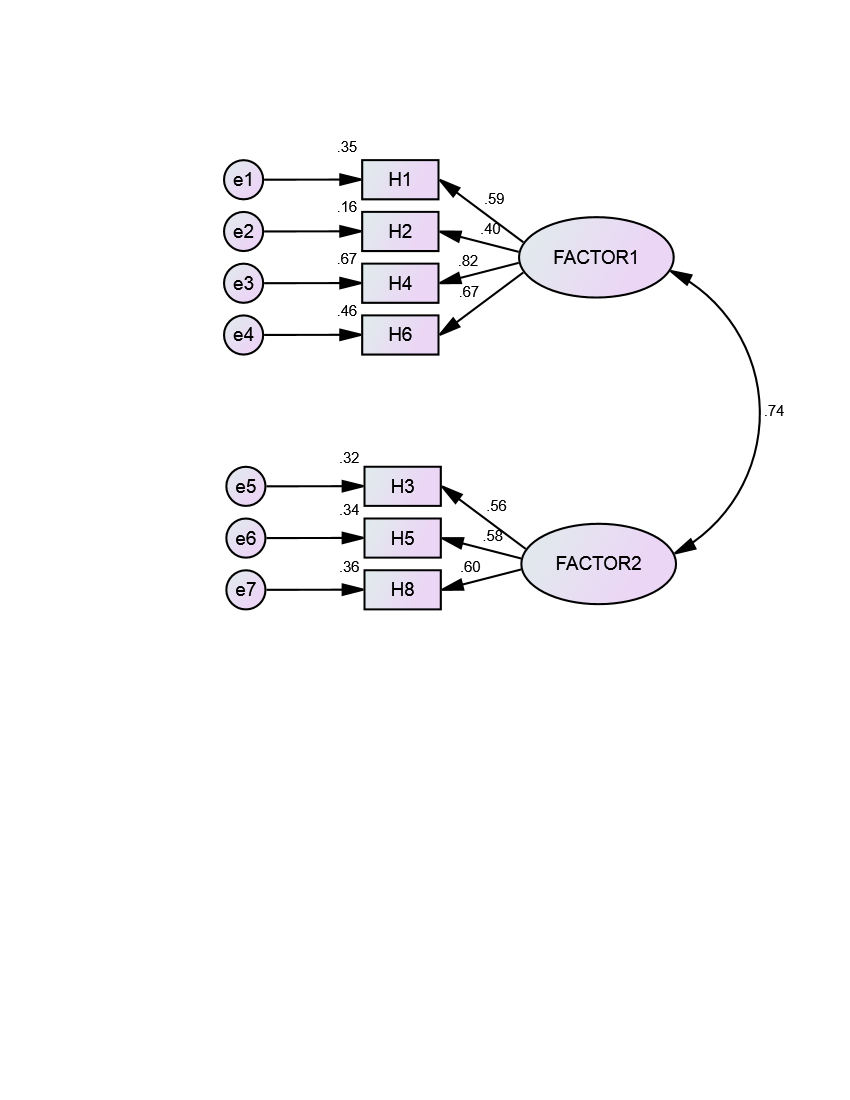 .35
e1 H1 .59
.16
e2 H2 .40
FACTOR1
.67 .82
e3 H4
.46 .67
e4 H6
.74
.32
e5 H3 .56
.34
e6 H5 .58
FACTOR2
.36 .60
e7 H8